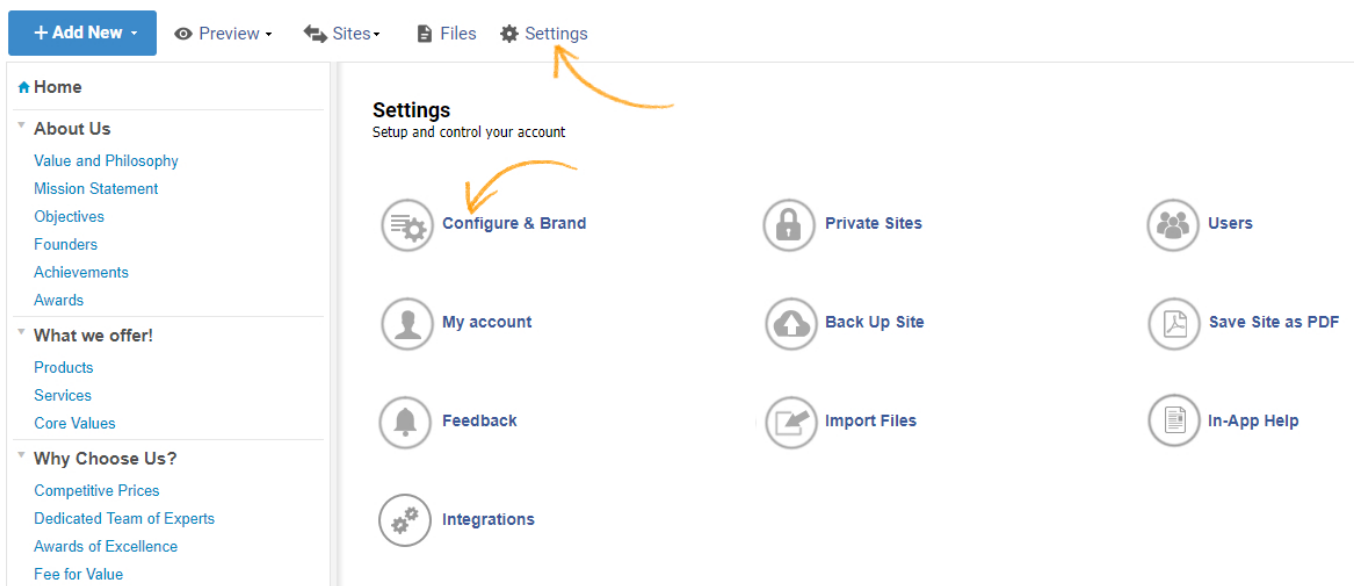 + Add New
Preview
Sites
Files
Settings
Home
About Us
Value and Philosophy
Mission Statement
Objectives
Founders
Achievements
Awards
What we offer!
Products
Services
Core Values
Why Choose Us?
Competitive Prices
Dedicated Team of Experts
Awards of Excellence
Fee for Value
Settings
Setup and control your account
Configure & Brand
Private Sites
Users
My account
Back Up Site
Save Site as PDF
Feedback
Import Files
In-App Help
Integrations